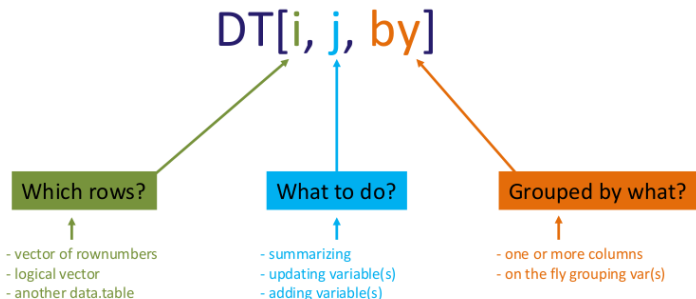 DT[i, j, by]
Which rows?
What to do?
Grouped by what?
- vector of rownumbers
- logical vector
- another data.table
- summarizing
- updating variable(s)
- adding variable(s)
- one or more columns
- on the fly grouping var(s)